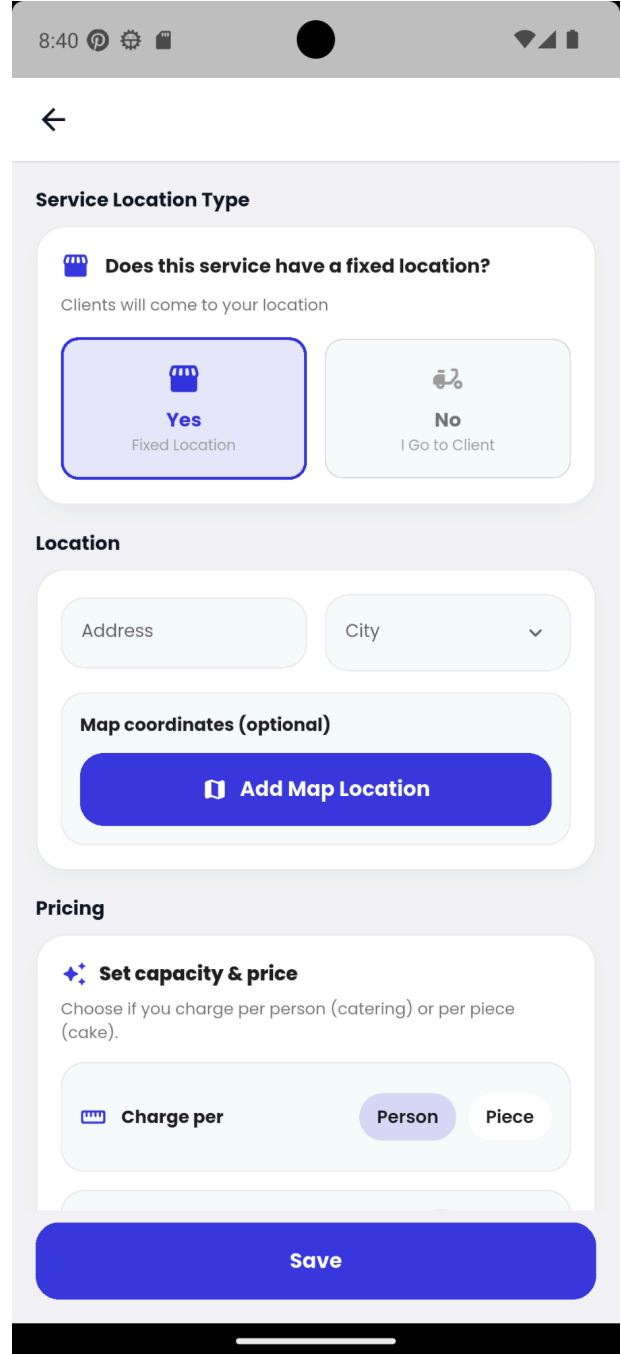 8:40
Service Location Type
Does this service have a fixed location?
Clients will come to your location
Yes
Fixed Location
No
I Go to Client
Location
Address
City
Map coordinates (optional)
Add Map Location
Pricing
Set capacity & price
Choose if you charge per person (catering) or per piece
(cake).
Charge per
Person
Piece
Save